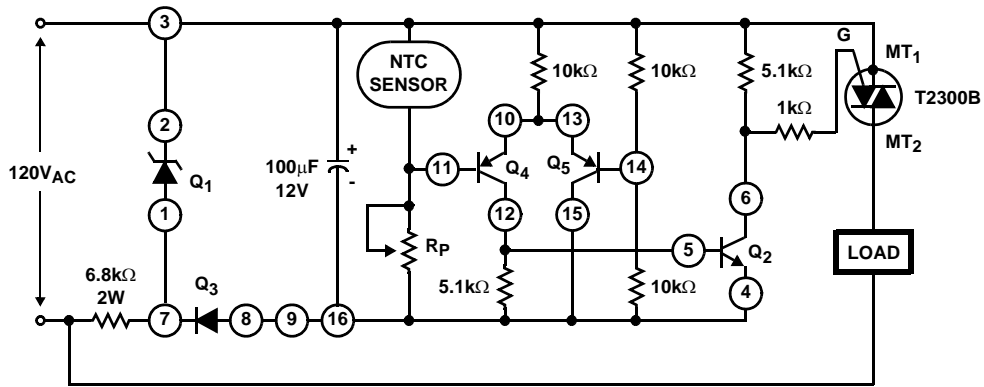 3
G
MT1
NTC
SENSOR
10kΩ
10kΩ
5.1kΩ
T2300B
1kΩ
2
10
13
MT2
120VAC
Q1
100μF
12V
+
-
11
Q4
Q5
14
1
12
15
6
RP
5
Q2
LOAD
6.8kΩ
2W
Q3
5.1kΩ
10kΩ
4
7
8
9
16